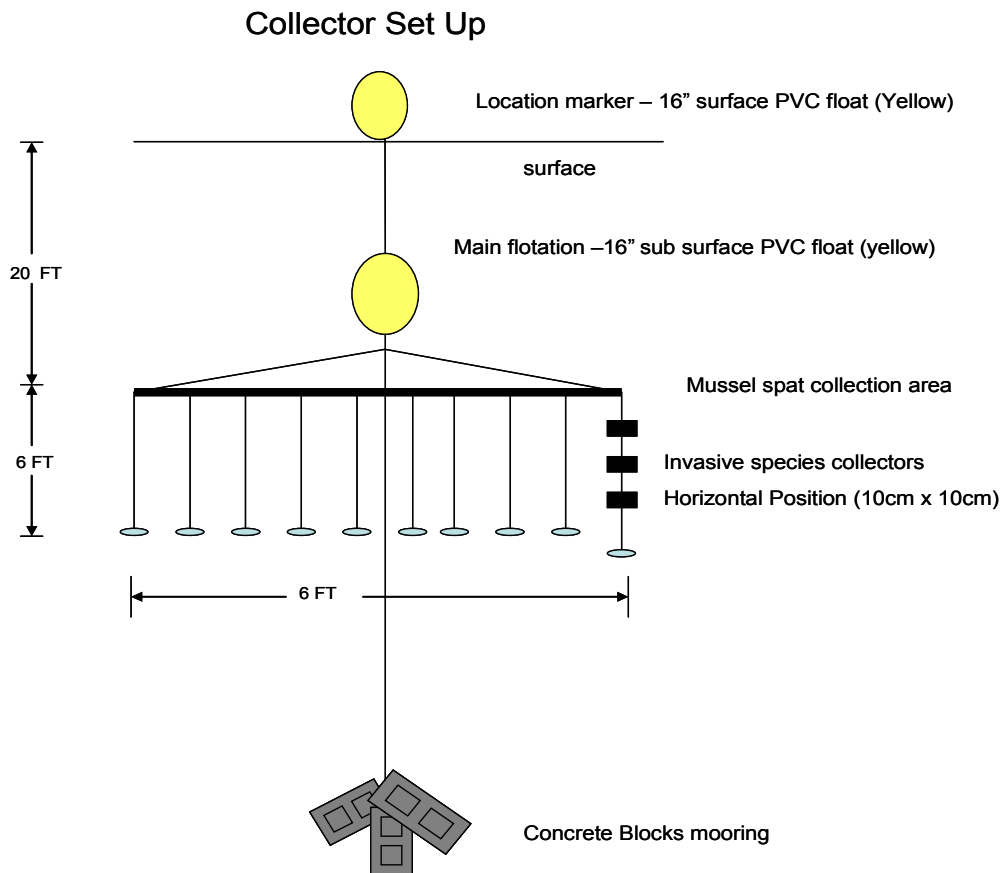 Collector Set Up
Location marker – 16” surface PVC float (Yellow)
surface
Main flotation –16” sub surface PVC float (yellow)
20 FT
Mussel spat collection area
6 FT
Invasive species collectors
Horizontal Position (10cm x 10cm)
6 FT
Concrete Blocks mooring